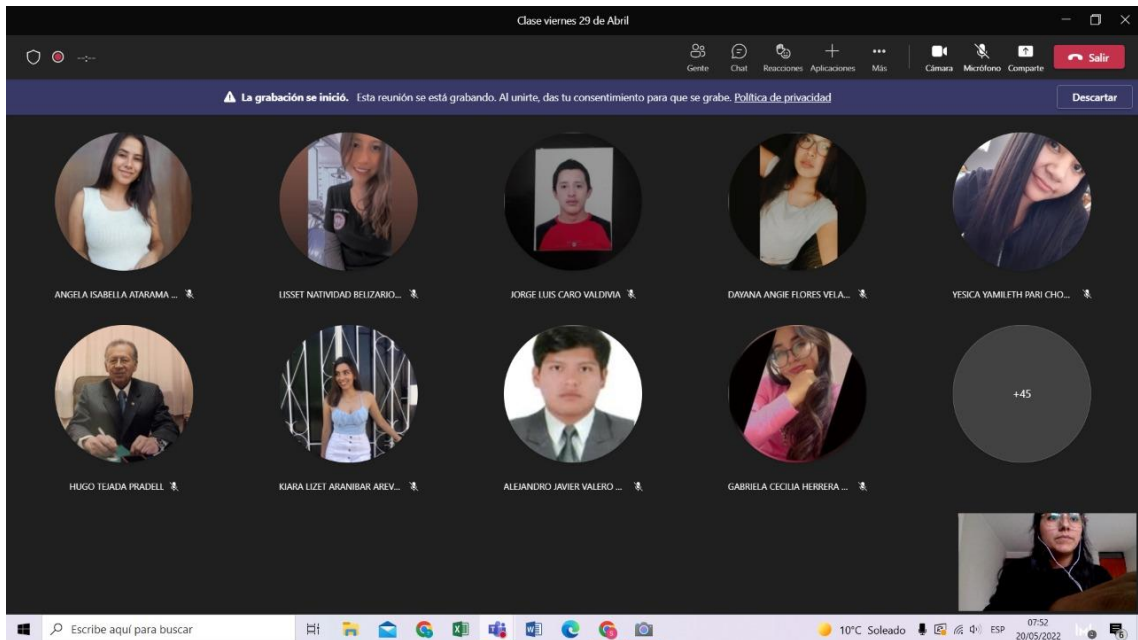 Clase viernes 29 de Abril
--:--
Gente
Chat
Reacciones
Aplicaciones
Más
Cámara
Micrófono
Comparte
Salir
La grabación se inició. Esta reunión se está grabando. Al unirte, das tu consentimiento para que se grabe. Política de privacidad
Descartar
ANGELA ISABELLA ATARAMA ...
LISSET NATIVIDAD BELIZARIO...
JORGE LUIS CARO VALDIVIA
DAYANA ANGIE FLORES VELA...
YESICA YAMILETH PARI CHO...
+45
HUGO TEJADA PRADELL
KIARA LIZET ARANIBAR AREV...
ALEJANDRO JAVIER VALERO ...
GABRIELA CECILIA HERRERA ...
Escribe aquí para buscar
10°C Soleado
ESP
07:52
20/05/2022
6